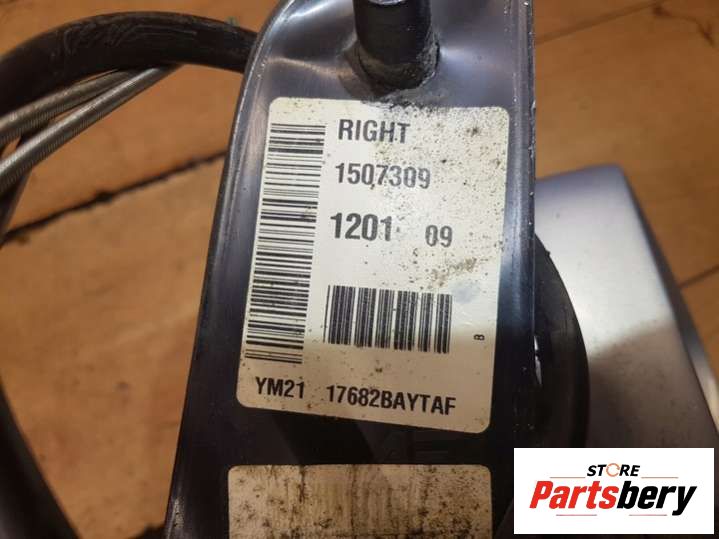 RIGHT
1507309
1201 09
B
YM21 17682BAYTAF
STORE
Partsbery